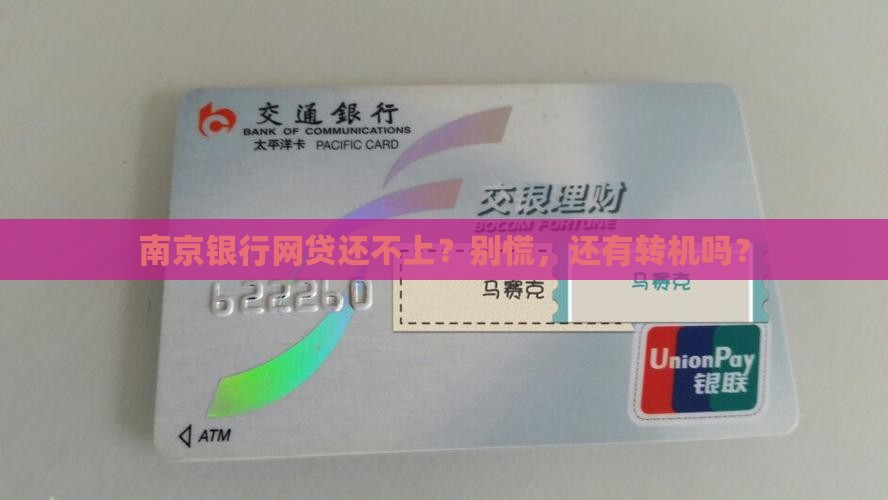 交通銀行
BANK OF COMMUNICATIONS
太平洋卡 PACIFIC CARD
交银理财
BOCOM FORTUNE
南京银行网贷还不上？别慌，还有转机吗？
622260
马赛克
马赛克
UnionPay
银联
ATM